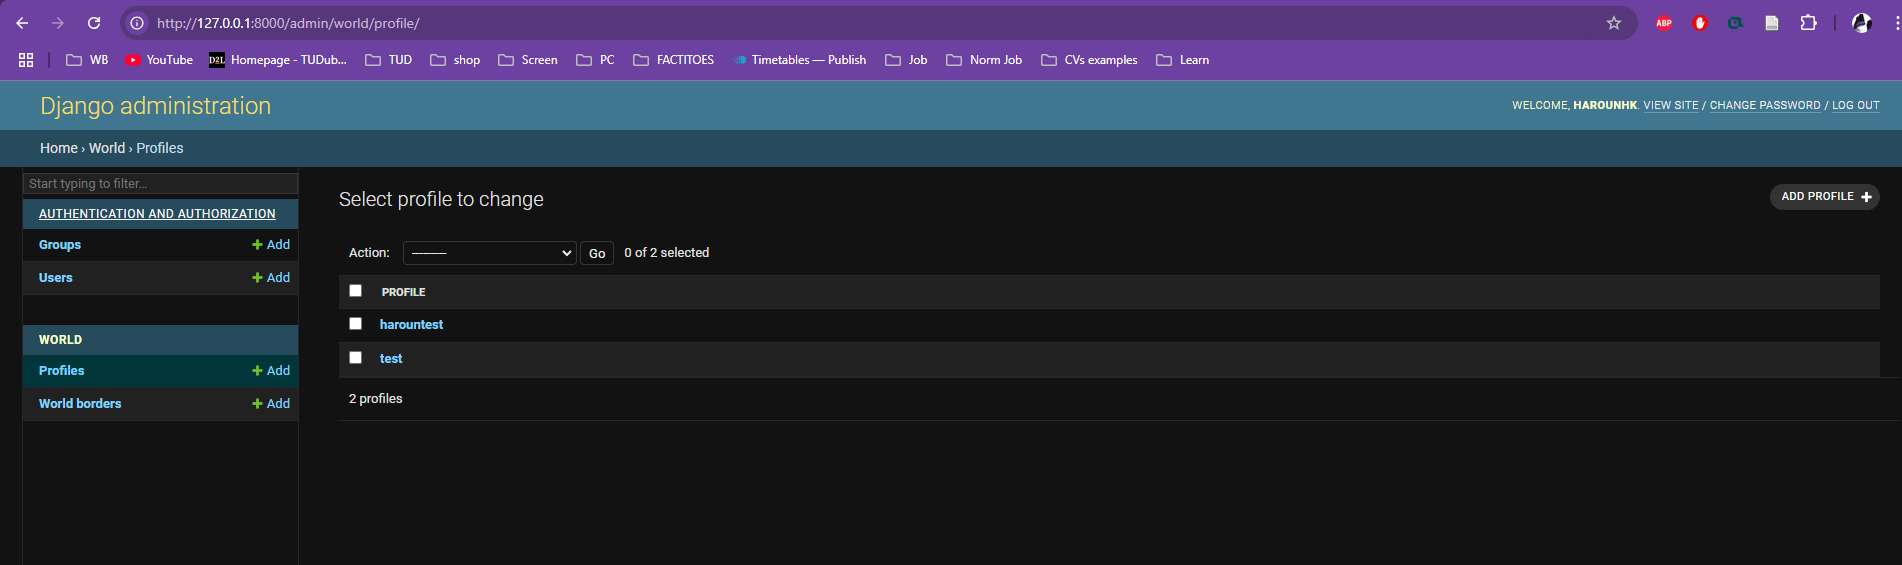 http://127.0.0.1:8000/admin/world/profile/
ABP
WB YouTube D2L Homepage - TUDub... TUD shop Screen PC FACTITOES Timetables — Publish Job Norm Job CVs examples Learn
Django administration
WELCOME, HAROUNHK. VIEW SITE / CHANGE PASSWORD / LOG OUT
Home › World › Profiles
Start typing to filter...
AUTHENTICATION AND AUTHORIZATION
Groups + Add
Users + Add
WORLD
Profiles + Add
World borders + Add
Select profile to change
ADD PROFILE +
Action: --------- Go 0 of 2 selected
PROFILE
harountest
test
2 profiles